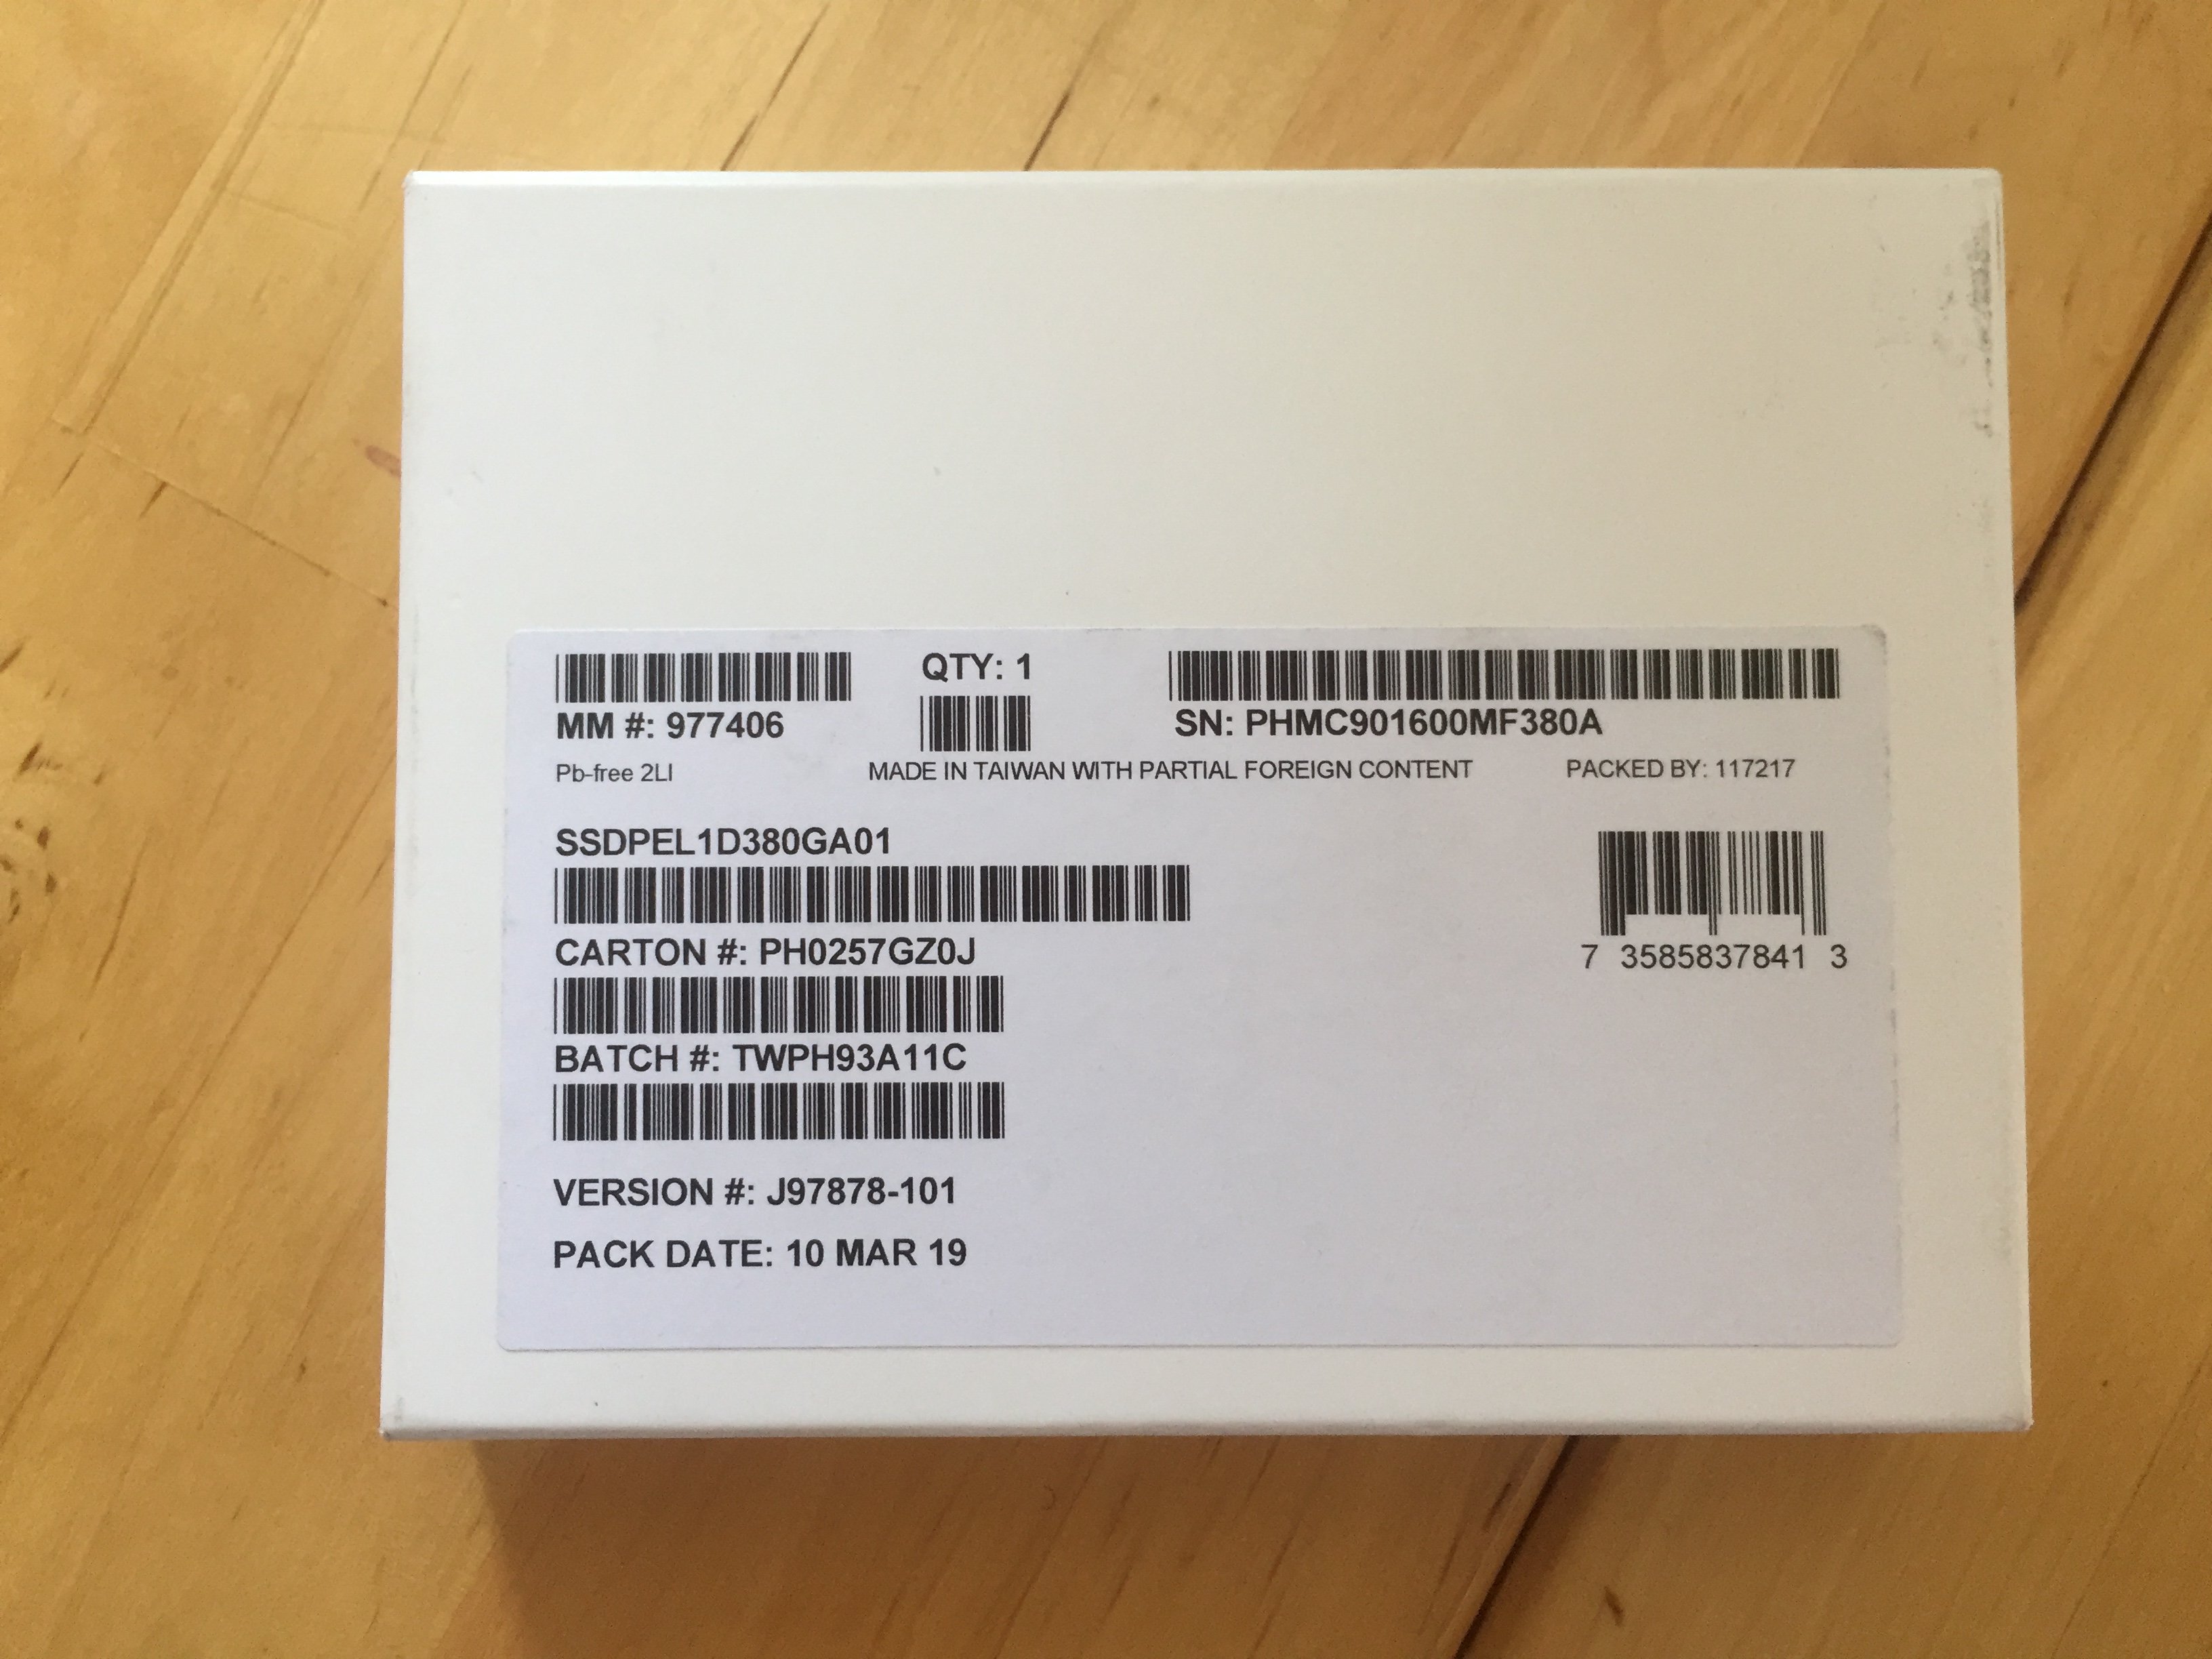 MM #: 977406
QTY: 1
SN: PHMC901600MF380A
Pb-free 2LI
MADE IN TAIWAN WITH PARTIAL FOREIGN CONTENT
PACKED BY: 117217
SSDPEL1D380GA01
CARTON #: PH0257GZ0J
7 3585837841 3
BATCH #: TWPH93A11C
VERSION #: J97878-101
PACK DATE: 10 MAR 19